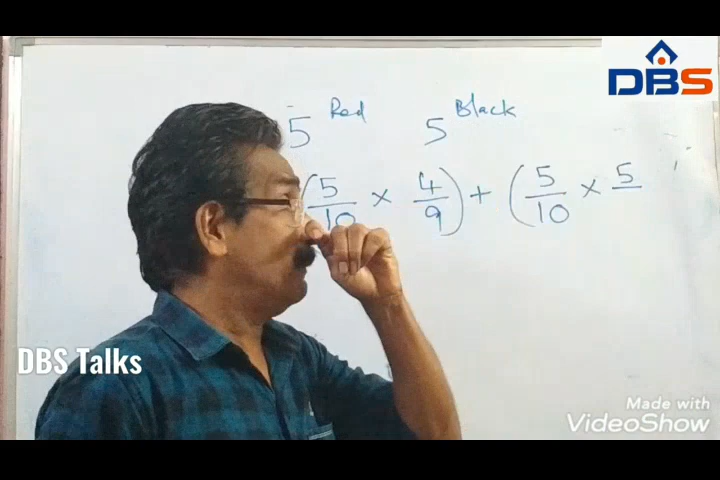 DBS
5 Red 5 Black
(5/10 × 4/9) + (5/10 × 5/
DBS Talks
Made with
VideoShow